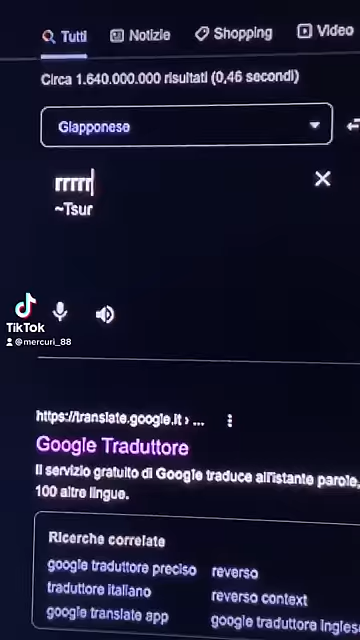 Tutti Notizie Shopping Video
Circa 1.640.000.000 risultati (0,46 secondi)
Giapponese
rrrrr
~Tsur
TikTok
@mercuri_88
https://translate.google.it › ...
Google Traduttore
Il servizio gratuito di Google traduce all'istante parole,
100 altre lingue.
Ricerche correlate
google traduttore preciso reverso
traduttore italiano reverso context
google translate app google traduttore ingles